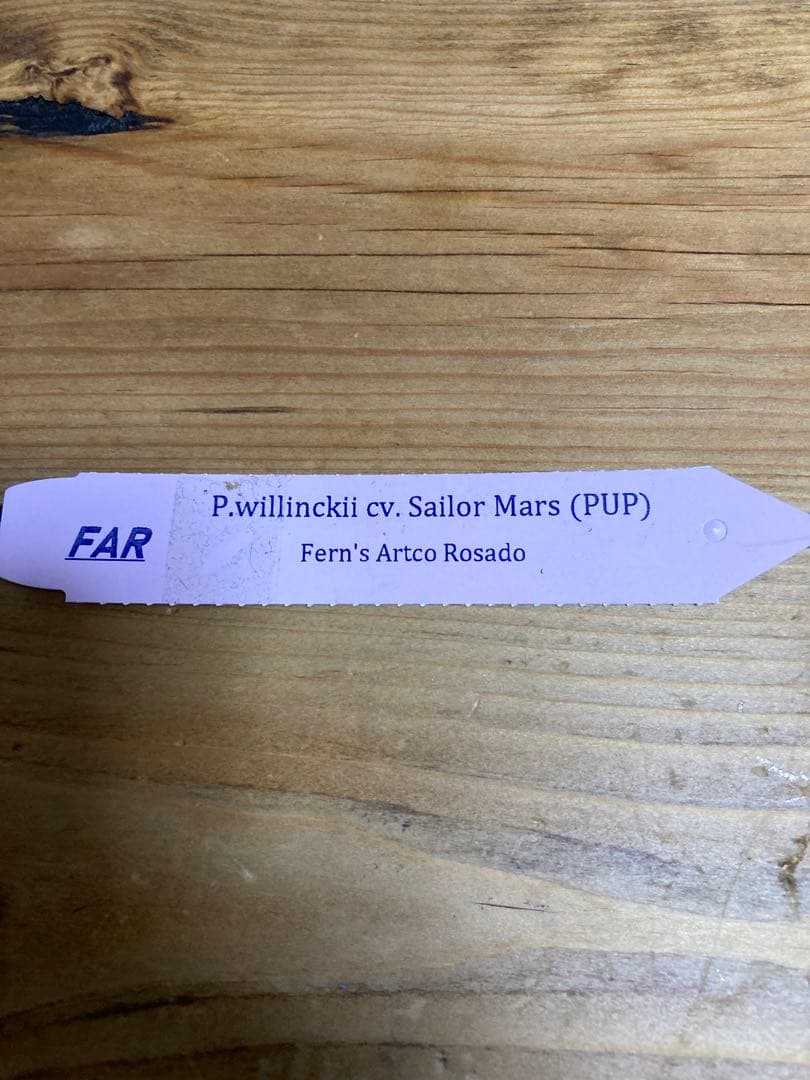 FAR
P.willinckii cv. Sailor Mars (PUP)
Fern's Artco Rosado